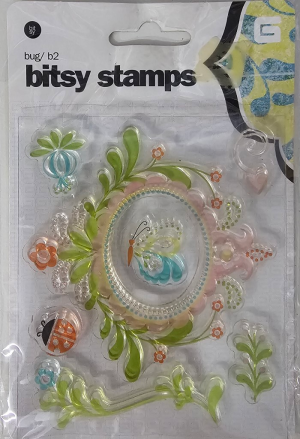 G
bug/ b2
bitsy stamps